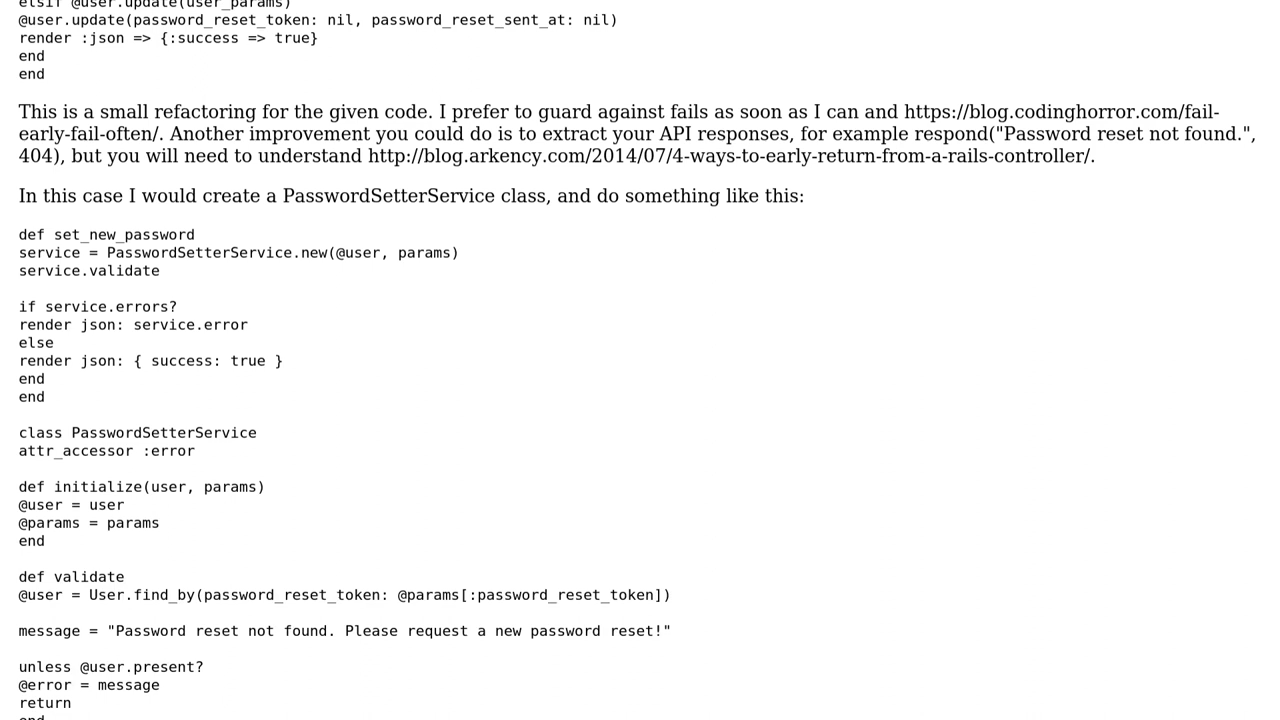 elsif @user.update(user_params)
@user.update(password_reset_token: nil, password_reset_sent_at: nil)
render :json => {:success => true}
end
end
This is a small refactoring for the given code. I prefer to guard against fails as soon as I can and https://blog.codinghorror.com/fail-
early-fail-often/. Another improvement you could do is to extract your API responses, for example respond("Password reset not found.",
404), but you will need to understand http://blog.arkency.com/2014/07/4-ways-to-early-return-from-a-rails-controller/.
In this case I would create a PasswordSetterService class, and do something like this:
def set_new_password
service = PasswordSetterService.new(@user, params)
service.validate
if service.errors?
render json: service.error
else
render json: { success: true }
end
end
class PasswordSetterService
attr_accessor :error
def initialize(user, params)
@user = user
@params = params
end
def validate
@user = User.find_by(password_reset_token: @params[:password_reset_token])
message = "Password reset not found. Please request a new password reset!"
unless @user.present?
@error = message
return
end